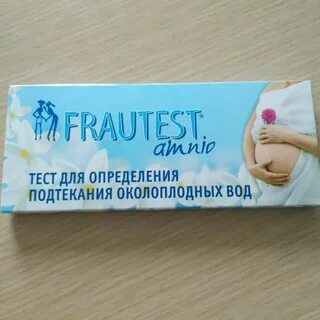 FRAUTEST®
amnio
ТЕСТ ДЛЯ ОПРЕДЕЛЕНИЯ
ПОДТЕКАНИЯ ОКОЛОПЛОДНЫХ ВОД